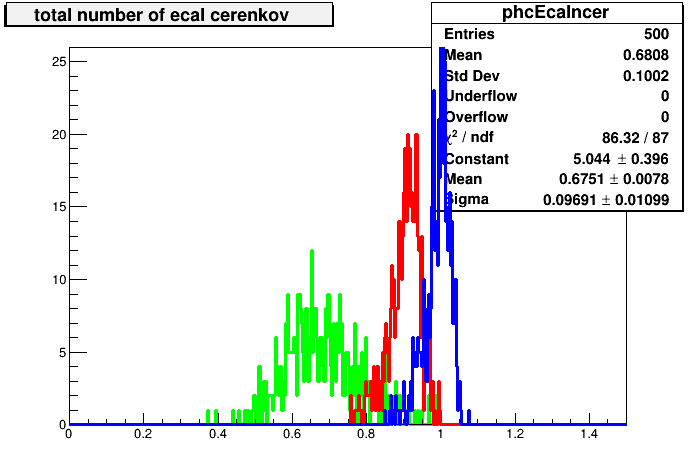 total number of ecal cerenkov
phcEcalncer
Entries 500
Mean 0.6808
Std Dev 0.1002
Underflow 0
Overflow 0
χ² / ndf 86.32 / 87
Constant 5.044 ± 0.396
Mean 0.6751 ± 0.0078
Sigma 0.09691 ± 0.01099
25
20
15
10
5
0
0 0.2 0.4 0.6 0.8 1 1.2 1.4